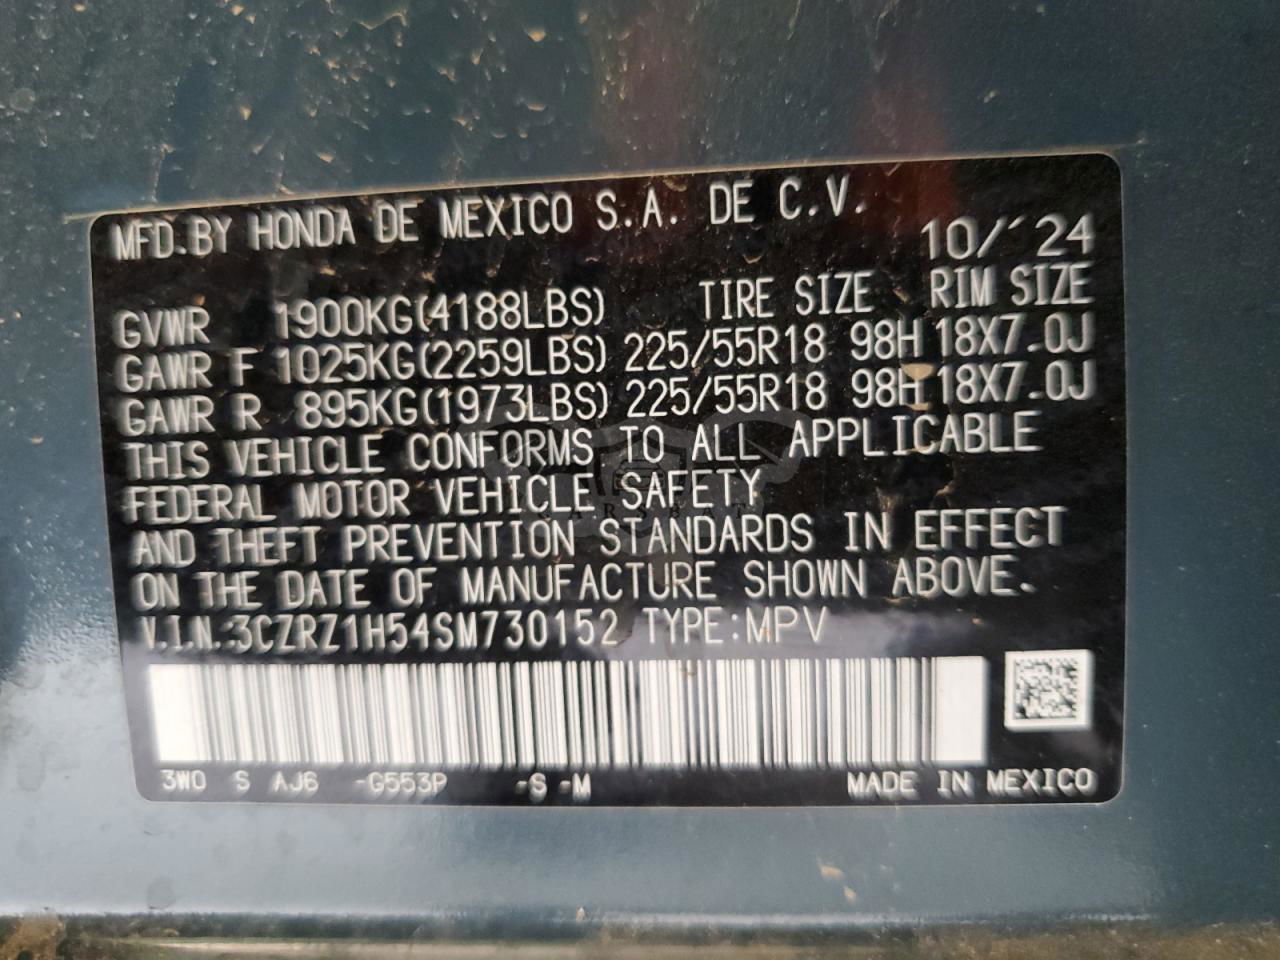 MFD.BY HONDA DE MEXICO S.A. DE C.V.
10/´24
GVWR 1900KG(4188LBS) TIRE SIZE RIM SIZE
GAWR F 1025KG(2259LBS) 225/55R18 98H 18X7.0J
GAWR R 895KG(1973LBS) 225/55R18 98H 18X7.0J
THIS VEHICLE CONFORMS TO ALL APPLICABLE
FEDERAL MOTOR VEHICLE SAFETY
AND THEFT PREVENTION STANDARDS IN EFFECT
ON THE DATE OF MANUFACTURE SHOWN ABOVE.
V.I.N.:3CZRZ1H54SM730152 TYPE:MPV
3W0 S AJ6 -G553P -S -M MADE IN MEXICO